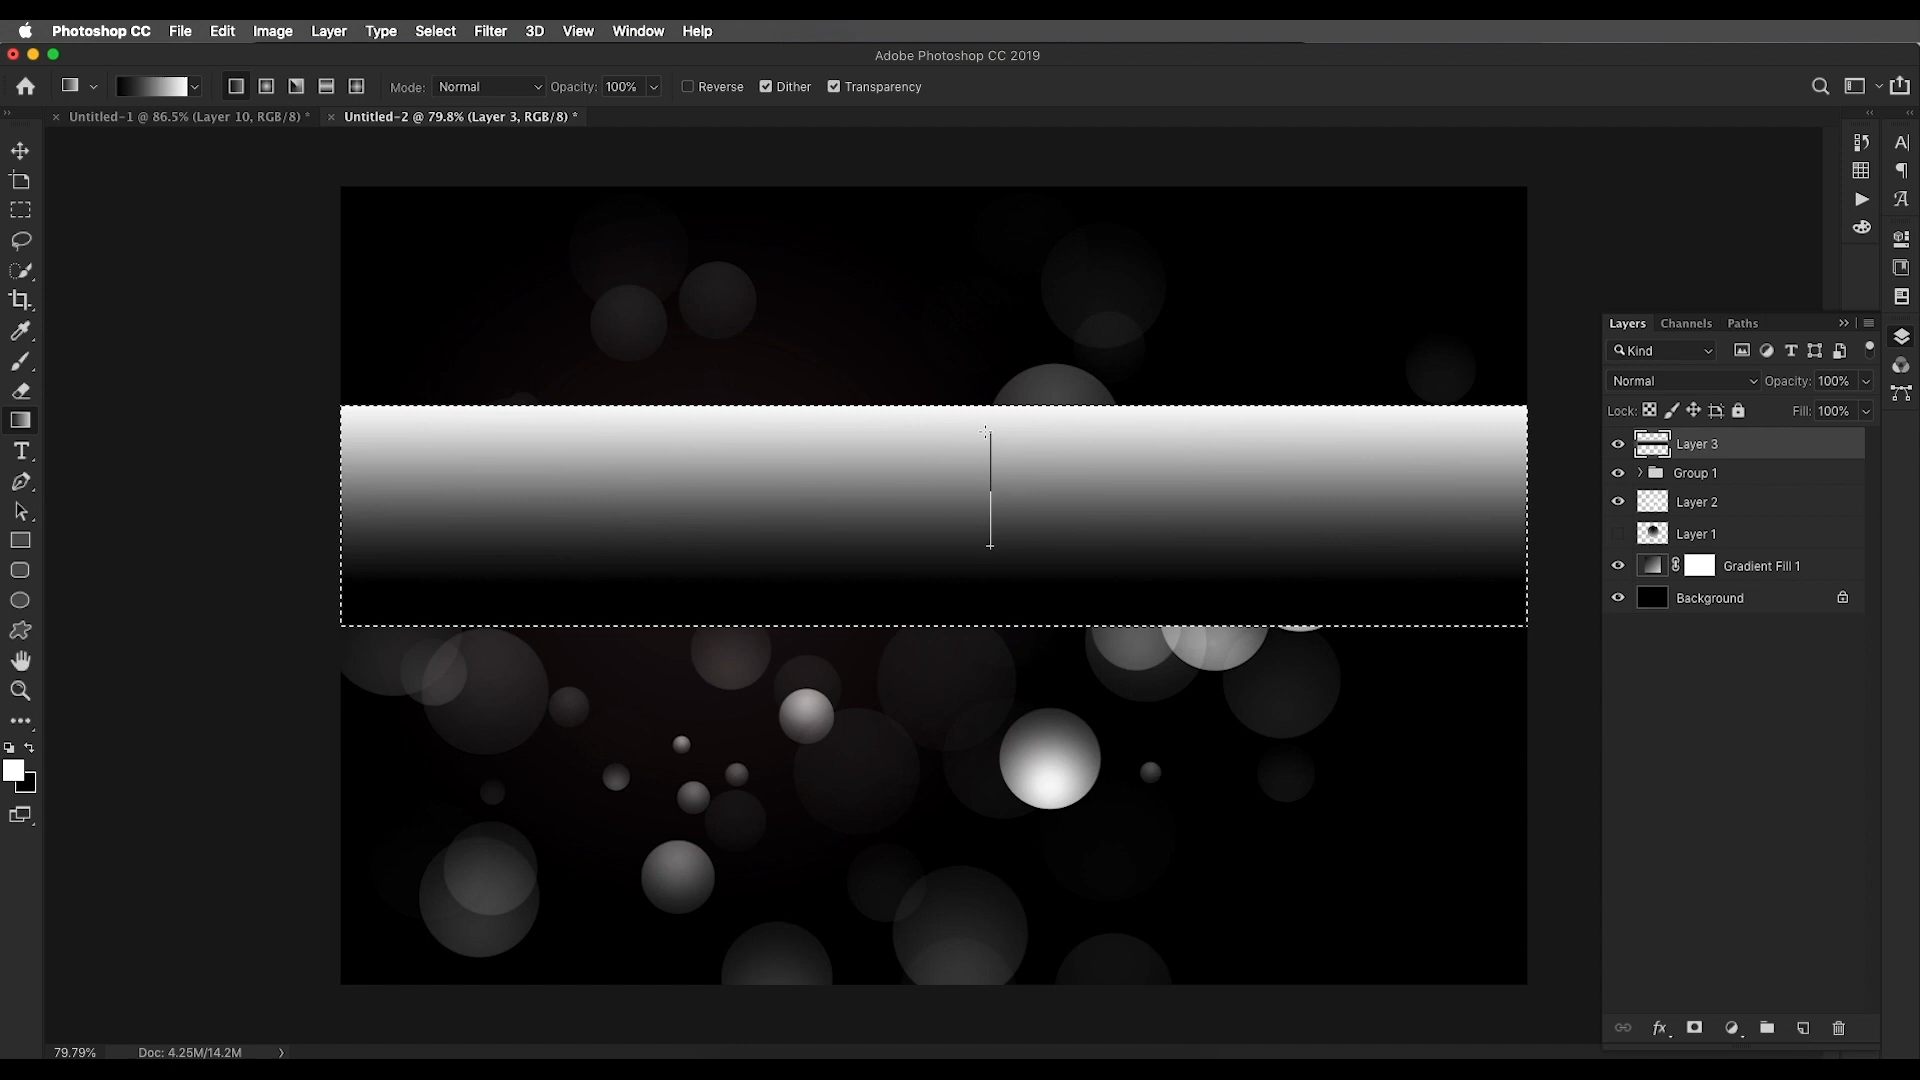 Photoshop CC File Edit Image Layer Type Select Filter 3D View Window Help
Adobe Photoshop CC 2019
Mode: Normal Opacity: 100% Reverse Dither Transparency
Untitled-1 @ 86.5% (Layer 10, RGB/8) * Untitled-2 @ 79.8% (Layer 3, RGB/8) *
Layers Channels Paths
Kind
Normal Opacity: 100%
Lock: Fill: 100%
Layer 3
Group 1
Layer 2
Layer 1
Gradient Fill 1
Background
fx
79.79% Doc: 4.25M/14.2M